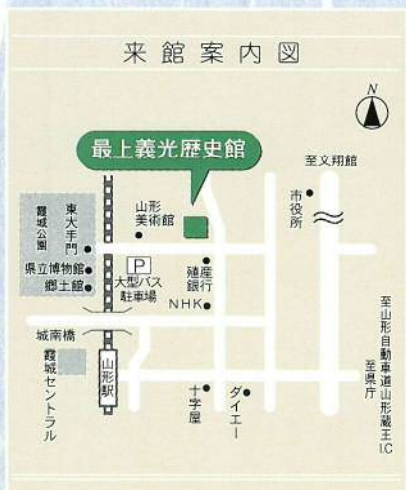 来館案内図
N
最上義光歴史館
至文翔館
市役所
山形
美術館
霞城公園
東大手門
県立博物館
郷土館
P
大型バス
駐車場
殖産
銀行
NHK
城南橋
霞城セントラル
山形駅
十字屋
ダイエー
至県庁
至山形自動車道山形蔵王I.C